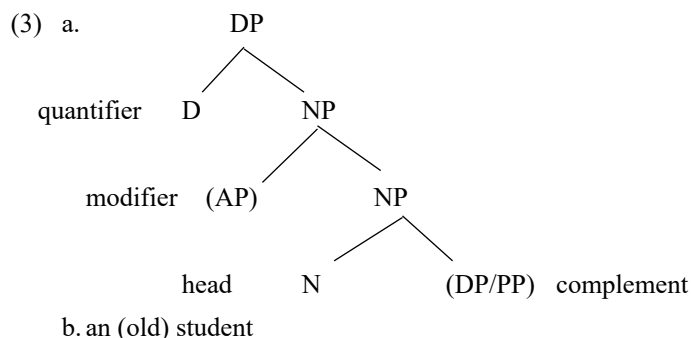 (3) a. DP
quantifier D NP
modifier (AP) NP
head N (DP/PP) complement
b. an (old) student